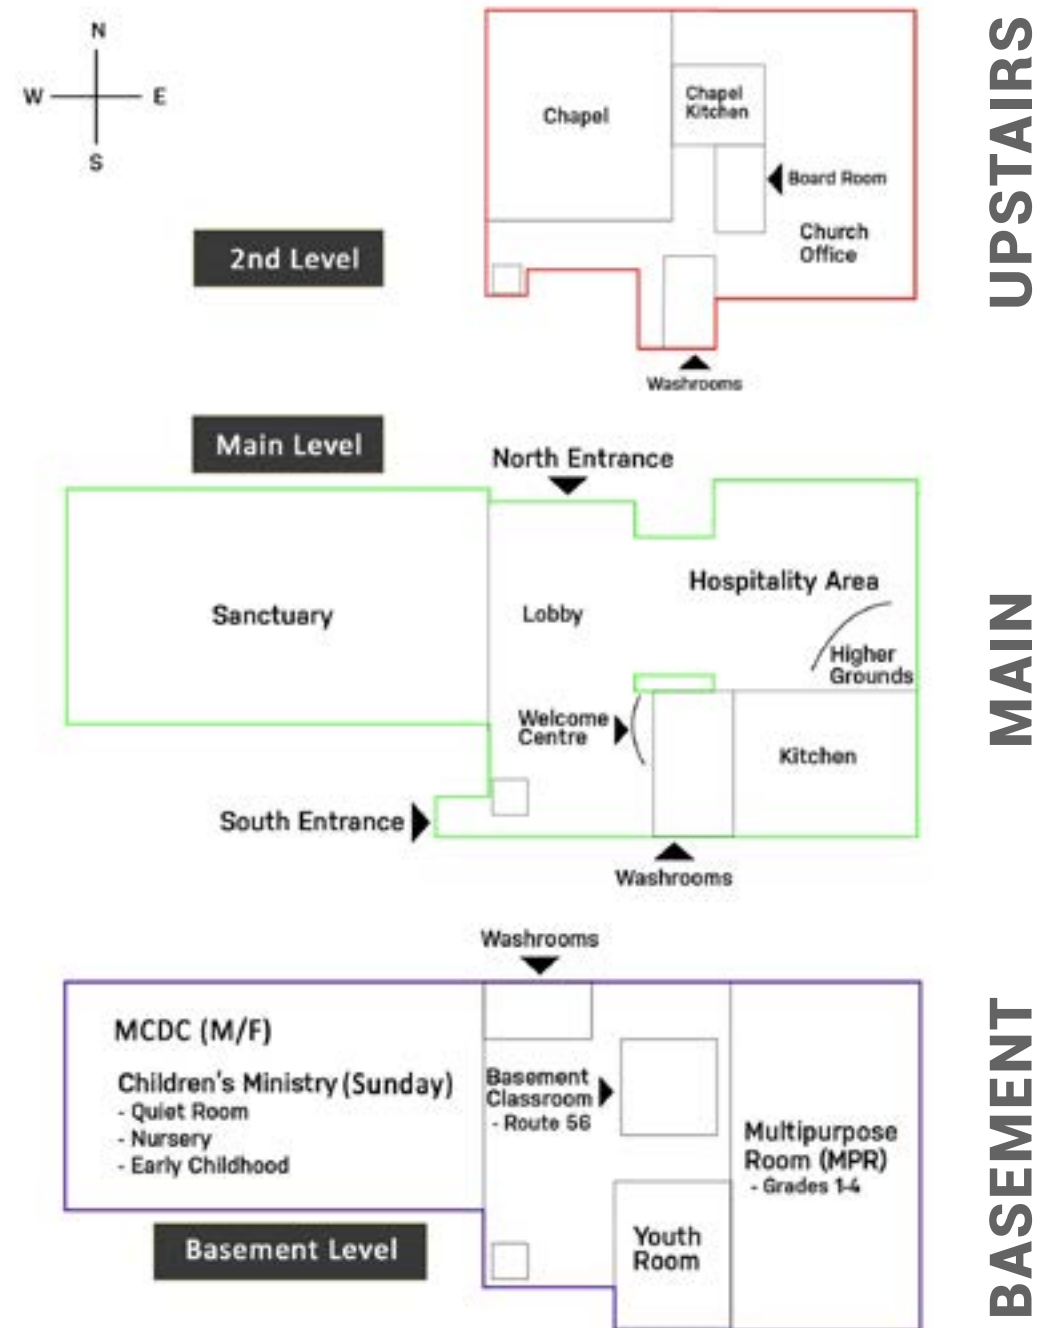 N
W
E
S
UPSTAIRS
Chapel
Chapel
Kitchen
Board Room
Church
Office
2nd Level
Washrooms
Main Level
North Entrance
MAIN
Sanctuary
Lobby
Hospitality Area
Higher
Grounds
Welcome
Centre
Kitchen
South Entrance
Washrooms
Washrooms
BASEMENT
MCDC (M/F)
Children's Ministry (Sunday)
- Quiet Room
- Nursery
- Early Childhood
Basement
Classroom
- Route 56
Multipurpose
Room (MPR)
- Grades 1-4
Youth
Room
Basement Level